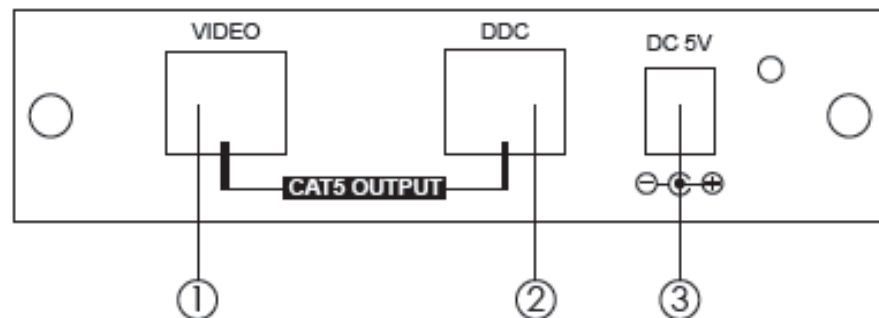 VIDEO DDC DC 5V
CAT5 OUTPUT
① ② ③